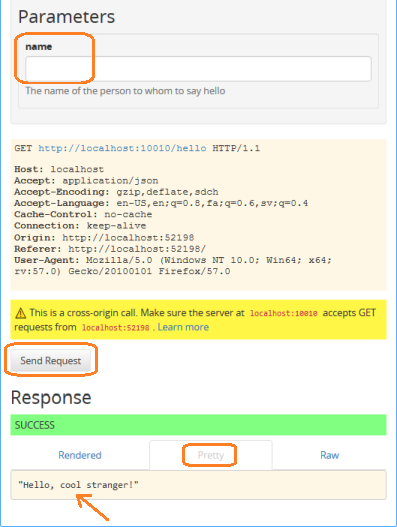 Parameters
name
The name of the person to whom to say hello
GET http://localhost:10010/hello HTTP/1.1
Host: localhost
Accept: application/json
Accept-Encoding: gzip,deflate,sdch
Accept-Language: en-US,en;q=0.8,fa;q=0.6,sv;q=0.4
Cache-Control: no-cache
Connection: keep-alive
Origin: http://localhost:52198
Referer: http://localhost:52198/
User-Agent: Mozilla/5.0 (Windows NT 10.0; Win64; x64;
rv:57.0) Gecko/20100101 Firefox/57.0
This is a cross-origin call. Make sure the server at localhost:10010 accepts GET
requests from localhost:52198 . Learn more
Send Request
Response
SUCCESS
Rendered Pretty Raw
"Hello, cool stranger!"